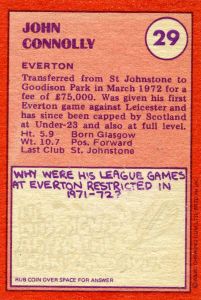 JOHN
CONNOLLY
29
EVERTON
Transferred from St Johnstone to
Goodison Park in March 1972 for a
fee of £75,000. Was given his first
Everton game against Leicester and
has since been capped by Scotland
at Under-23 and also at full level.
Ht. 5.9 Born Glasgow
Wt. 10.7 Pos. Forward
Last Club St. Johnstone
WHY WERE HIS LEAGUE GAMES
AT EVERTON RESTRICTED IN
1971-72?
RUB COIN OVER SPACE FOR ANSWER